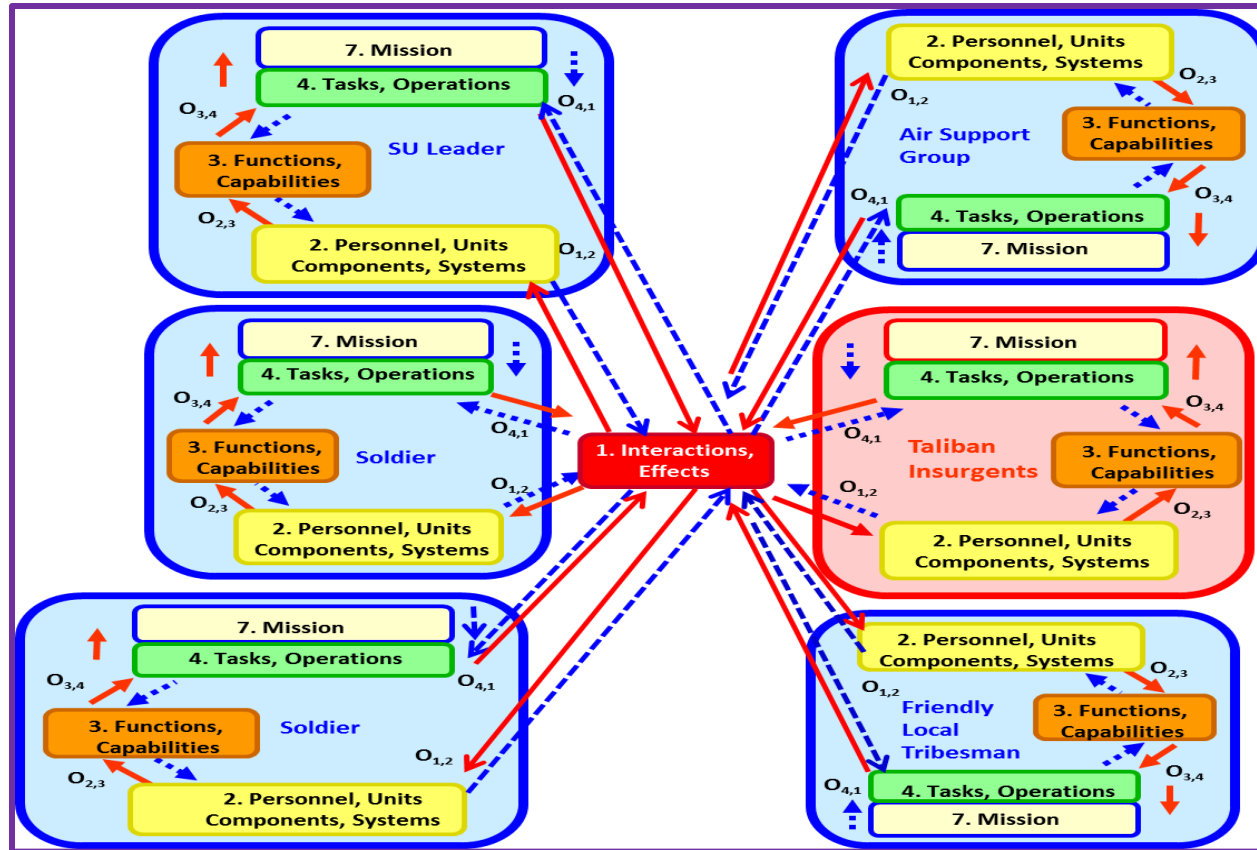 7. Mission
4. Tasks, Operations
O3,4
O4,1
SU Leader
3. Functions,
Capabilities
O2,3
2. Personnel, Units
Components, Systems
O1,2
2. Personnel, Units
Components, Systems
O2,3
O1,2
3. Functions,
Capabilities
Air Support
Group
O4,1
O3,4
4. Tasks, Operations
7. Mission
7. Mission
4. Tasks, Operations
O3,4
O4,1
3. Functions,
Capabilities
Soldier
O2,3
O1,2
2. Personnel, Units
Components, Systems
1. Interactions,
Effects
7. Mission
4. Tasks, Operations
O3,4
O4,1
Taliban
Insurgents
3. Functions,
Capabilities
O1,2
O2,3
2. Personnel, Units
Components, Systems
7. Mission
4. Tasks, Operations
O3,4
O4,1
3. Functions,
Capabilities
Soldier
O2,3
O1,2
2. Personnel, Units
Components, Systems
2. Personnel, Units
Components, Systems
O2,3
O1,2
Friendly
Local
Tribesman
3. Functions,
Capabilities
O3,4
O4,1
4. Tasks, Operations
7. Mission